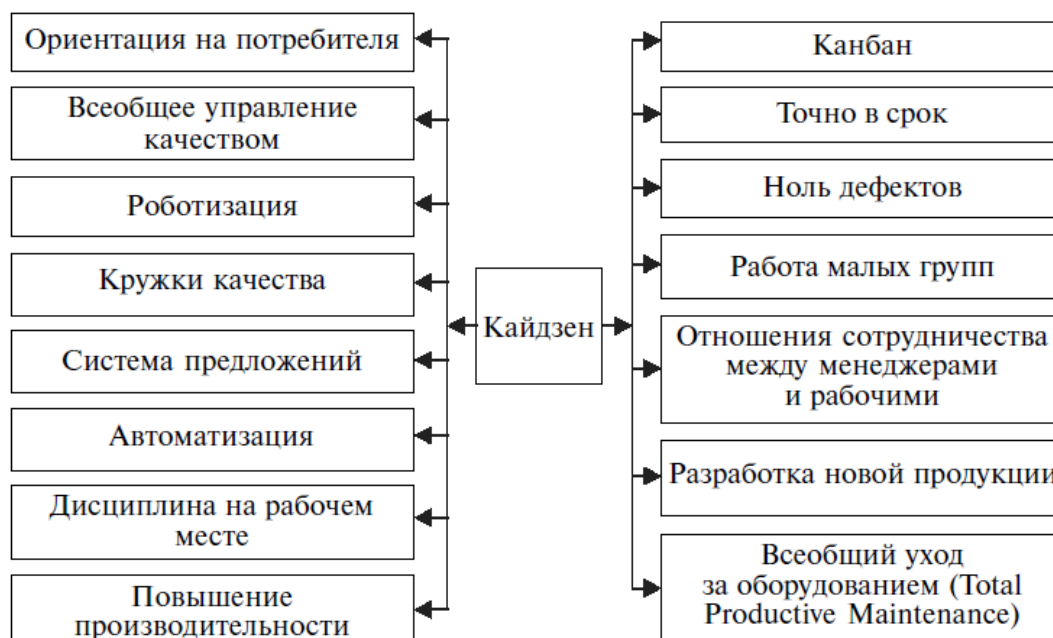 Ориентация на потребителя
Всеобщее управление
качеством
Роботизация
Кружки качества
Система предложений
Автоматизация
Дисциплина на рабочем
месте
Повышение
производительности
Кайдзен
Канбан
Точно в срок
Ноль дефектов
Работа малых групп
Отношения сотрудничества
между менеджерами
и рабочими
Разработка новой продукции
Всеобщий уход
за оборудованием (Total
Productive Maintenance)